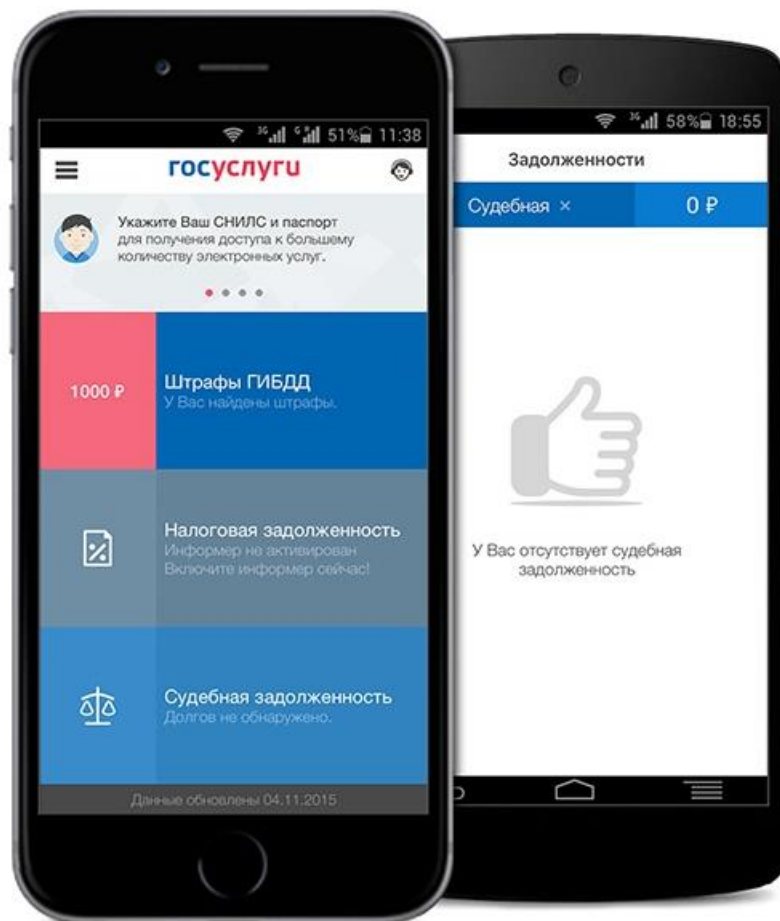 3G G 51% 11:38
госуслуги
Укажите Ваш СНИЛС и паспорт
для получения доступа к большему
количеству электронных услуг.
1000 ₽
Штрафы ГИБДД
У Вас найдены штрафы.
Налоговая задолженность
Информер не активирован
Включите информер сейчас!
Судебная задолженность
Долгов не обнаружено.
Данные обновлены 04.11.2015
3G 58% 18:55
Задолженности
Судебная × 0 ₽
У Вас отсутствует судебная
задолженность